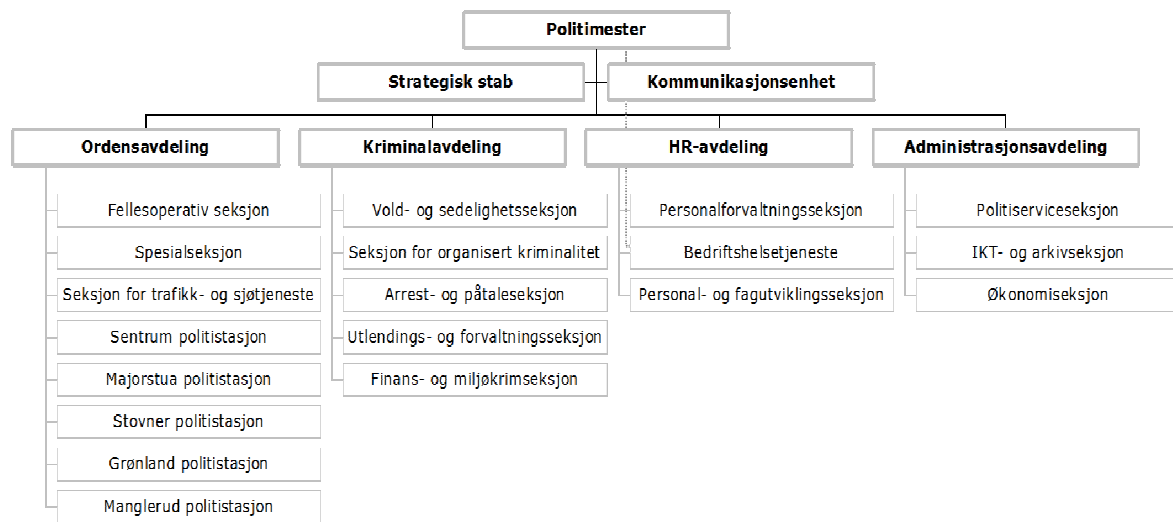 Politimester
Strategisk stab
Kommunikasjonsenhet
Ordensavdeling
Fellesoperativ seksjon
Spesialseksjon
Seksjon for trafikk- og sjøtjeneste
Sentrum politistasjon
Majorstua politistasjon
Stovner politistasjon
Grønland politistasjon
Manglerud politistasjon
Kriminalavdeling
Vold- og sedelighetsseksjon
Seksjon for organisert kriminalitet
Arrest- og påtaleseksjon
Utlendings- og forvaltningsseksjon
Finans- og miljøkrimseksjon
HR-avdeling
Personalforvaltningsseksjon
Bedriftshelsetjeneste
Personal- og fagutviklingsseksjon
Administrasjonsavdeling
Politiserviceseksjon
IKT- og arkivseksjon
Økonomiseksjon